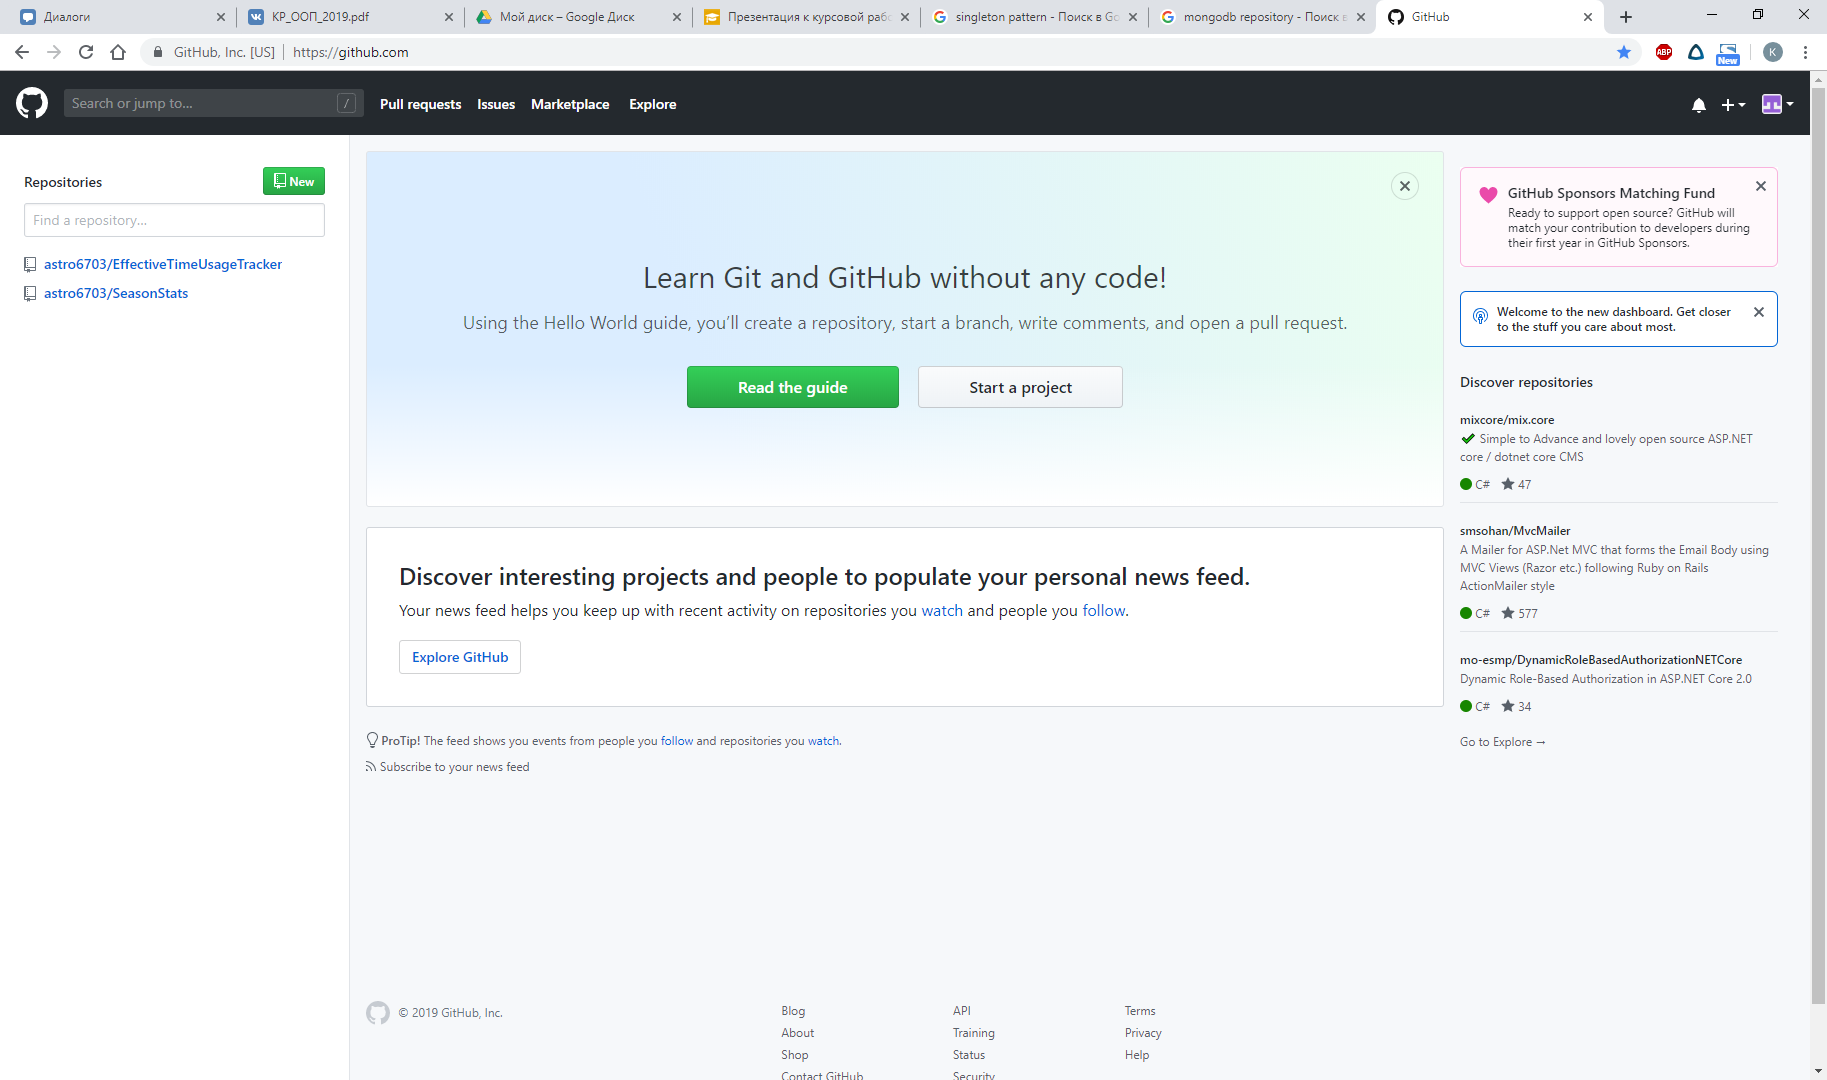 Диалоги
КР_ООП_2019.pdf
Мой диск – Google Диск
Презентация к курсовой рабо
singleton pattern - Поиск в Go
mongodb repository - Поиск в
GitHub
GitHub, Inc. [US]
https://github.com
ABP
New
K
Search or jump to...
/
Pull requests
Issues
Marketplace
Explore
Repositories
New
Find a repository...
astro6703/EffectiveTimeUsageTracker
astro6703/SeasonStats
Learn Git and GitHub without any code!
Using the Hello World guide, you’ll create a repository, start a branch, write comments, and open a pull request.
Read the guide
Start a project
Discover interesting projects and people to populate your personal news feed.
Your news feed helps you keep up with recent activity on repositories you watch and people you follow.
Explore GitHub
ProTip! The feed shows you events from people you follow and repositories you watch.
Subscribe to your news feed
GitHub Sponsors Matching Fund
Ready to support open source? GitHub will
match your contribution to developers during
their first year in GitHub Sponsors.
Welcome to the new dashboard. Get closer
to the stuff you care about most.
Discover repositories
mixcore/mix.core
Simple to Advance and lovely open source ASP.NET
core / dotnet core CMS
C# 47
smsohan/MvcMailer
A Mailer for ASP.Net MVC that forms the Email Body using
MVC Views (Razor etc.) following Ruby on Rails
ActionMailer style
C# 577
mo-esmp/DynamicRoleBasedAuthorizationNETCore
Dynamic Role-Based Authorization in ASP.NET Core 2.0
C# 34
Go to Explore →
© 2019 GitHub, Inc.
Blog
About
Shop
Contact GitHub
API
Training
Status
Security
Terms
Privacy
Help